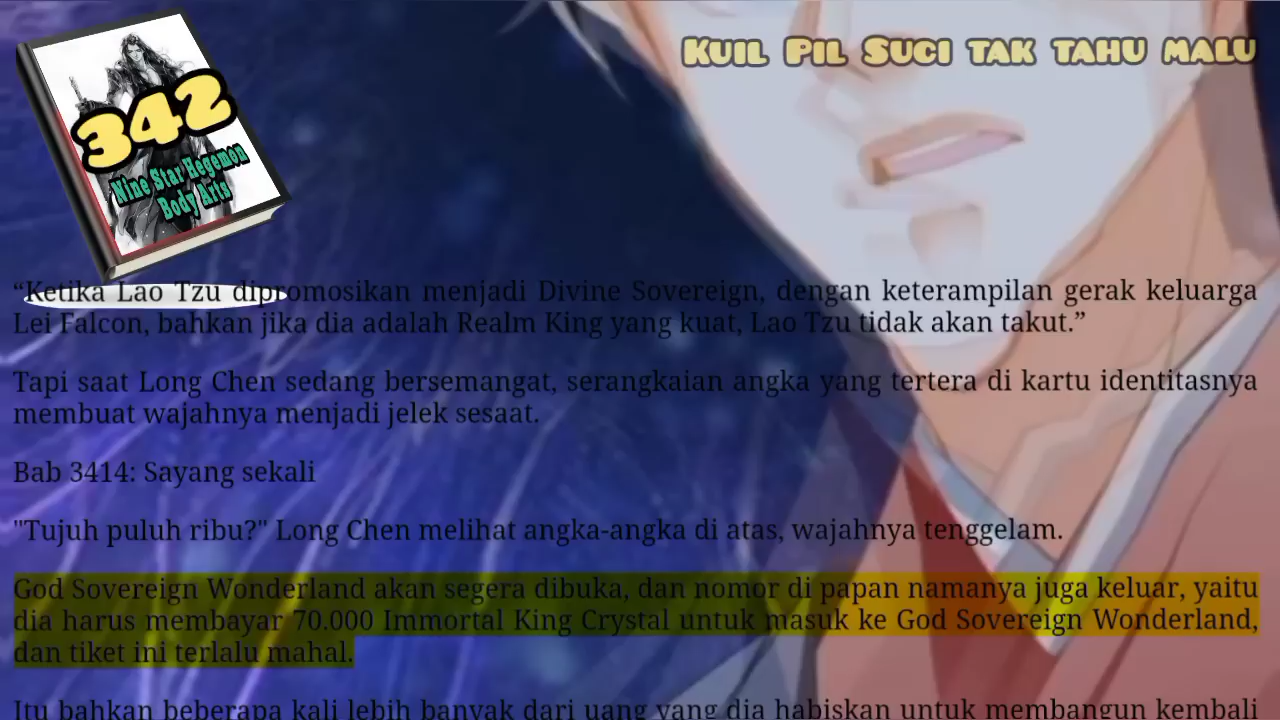 Kuil Pil Suci tak tahu malu
342
Nine Star Hegemon
Body Arts
“Ketika Lao Tzu dipromosikan menjadi Divine Sovereign, dengan keterampilan gerak keluarga
Lei Falcon, bahkan jika dia adalah Realm King yang kuat, Lao Tzu tidak akan takut.”
Tapi saat Long Chen sedang bersemangat, serangkaian angka yang tertera di kartu identitasnya
membuat wajahnya menjadi jelek sesaat.
Bab 3414: Sayang sekali
"Tujuh puluh ribu?" Long Chen melihat angka-angka di atas, wajahnya tenggelam.
God Sovereign Wonderland akan segera dibuka, dan nomor di papan namanya juga keluar, yaitu
dia harus membayar 70.000 Immortal King Crystal untuk masuk ke God Sovereign Wonderland,
dan tiket ini terlalu mahal.
Itu bahkan beberapa kali lebih banyak dari uang yang dia habiskan untuk membangun kembali